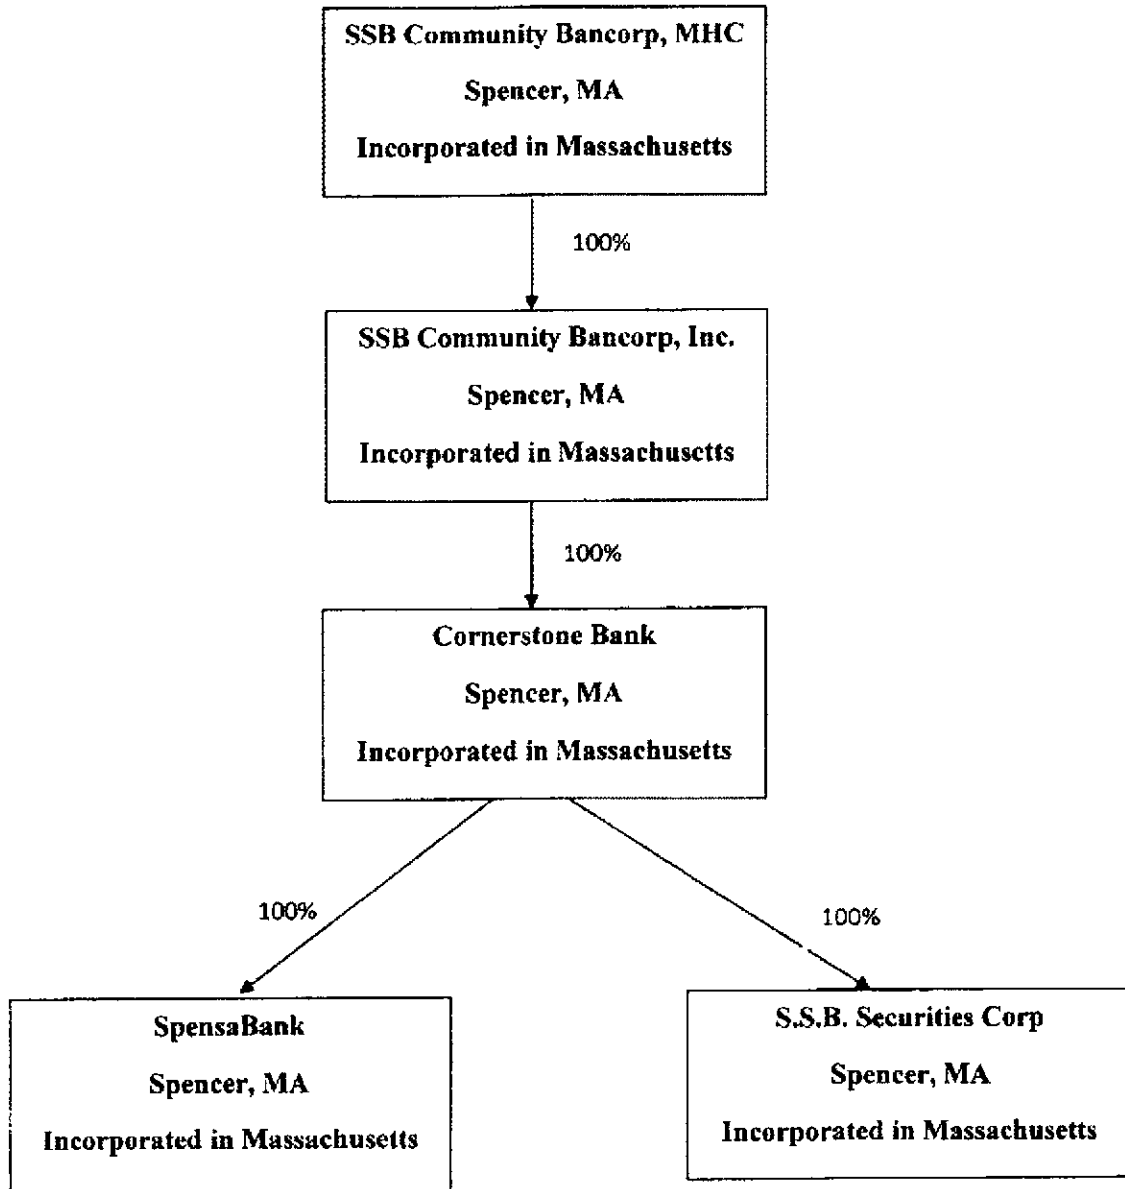 SSB Community Bancorp, MHC
Spencer, MA
Incorporated in Massachusetts
100%
SSB Community Bancorp, Inc.
Spencer, MA
Incorporated in Massachusetts
100%
Cornerstone Bank
Spencer, MA
Incorporated in Massachusetts
100%
100%
SpensaBank
Spencer, MA
Incorporated in Massachusetts
S.S.B. Securities Corp
Spencer, MA
Incorporated in Massachusetts